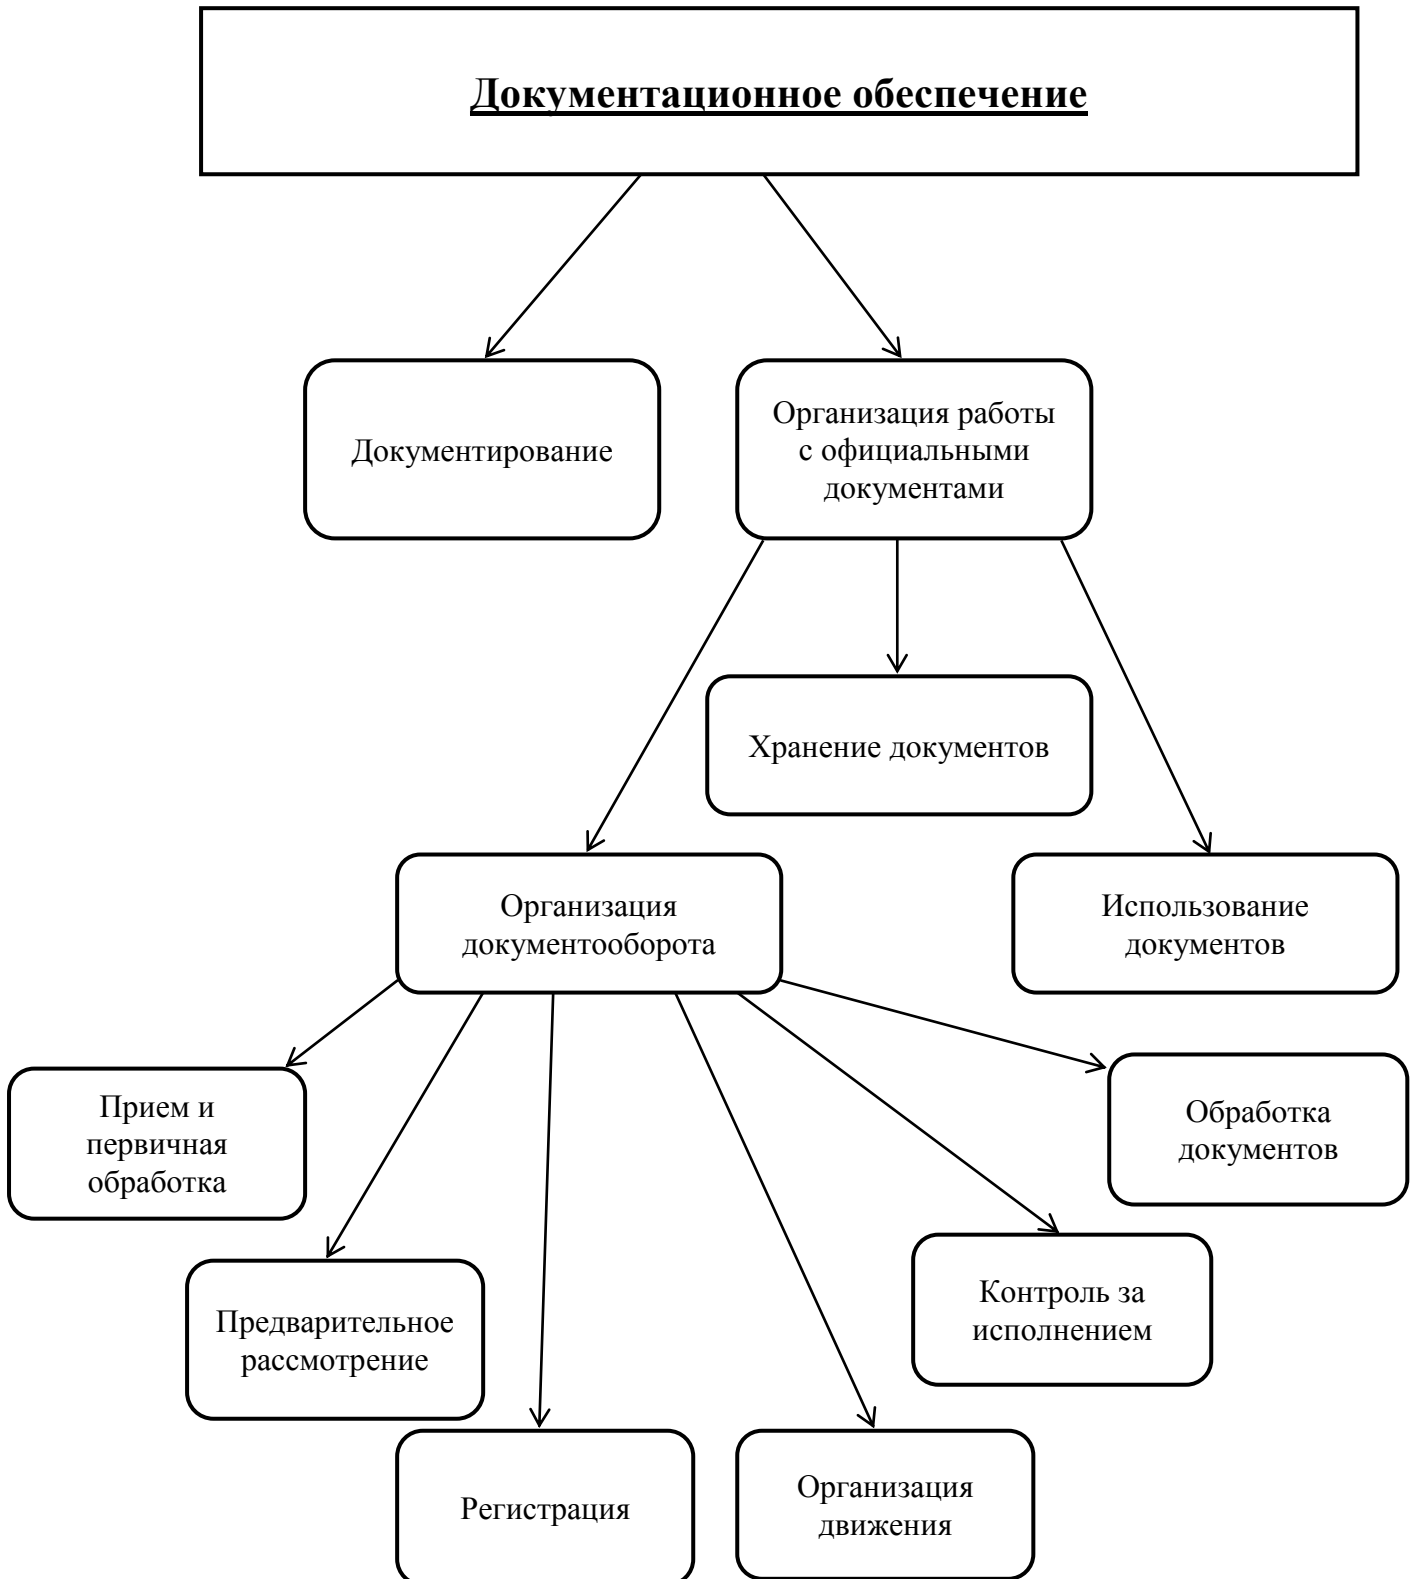 Документационное обеспечение
Документирование
Организация работы
с официальными
документами
Хранение документов
Организация
документооборота
Использование
документов
Прием и
первичная
обработка
Обработка
документов
Предварительное
рассмотрение
Контроль за
исполнением
Регистрация
Организация
движения